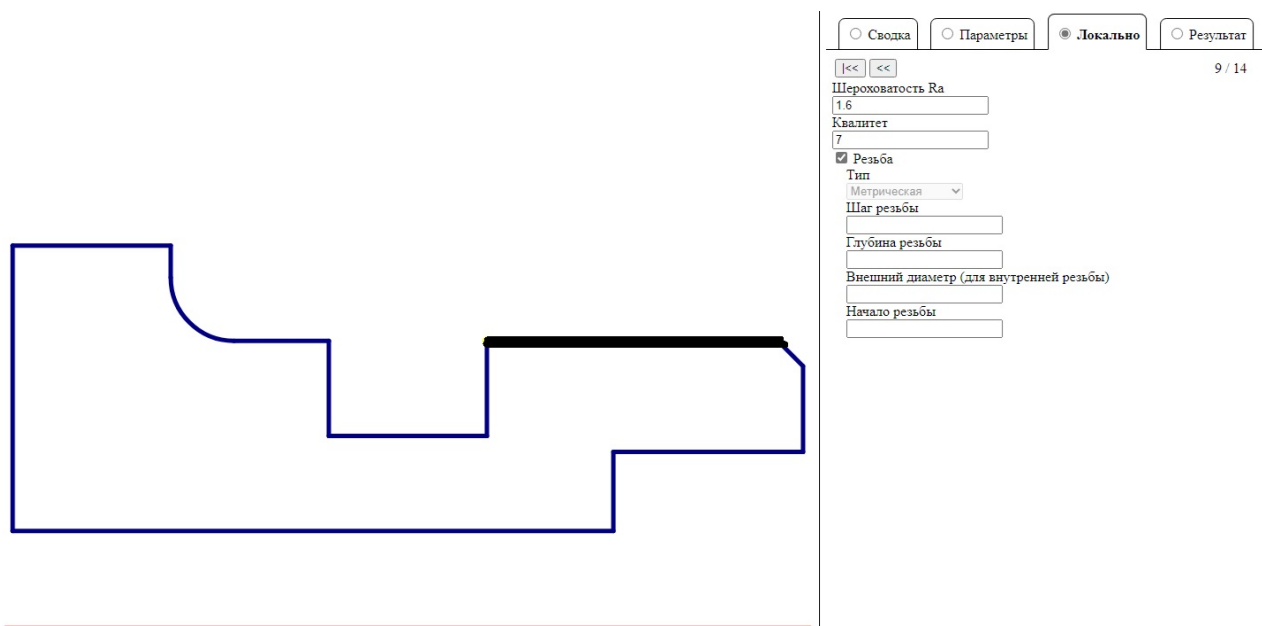 Сводка Параметры Локально Результат
|<< << 9 / 14
Шероховатость Ra
1.6
Квалитет
7
Резьба
Тип
Метрическая
Шаг резьбы
Глубина резьбы
Внешний диаметр (для внутренней резьбы)
Начало резьбы